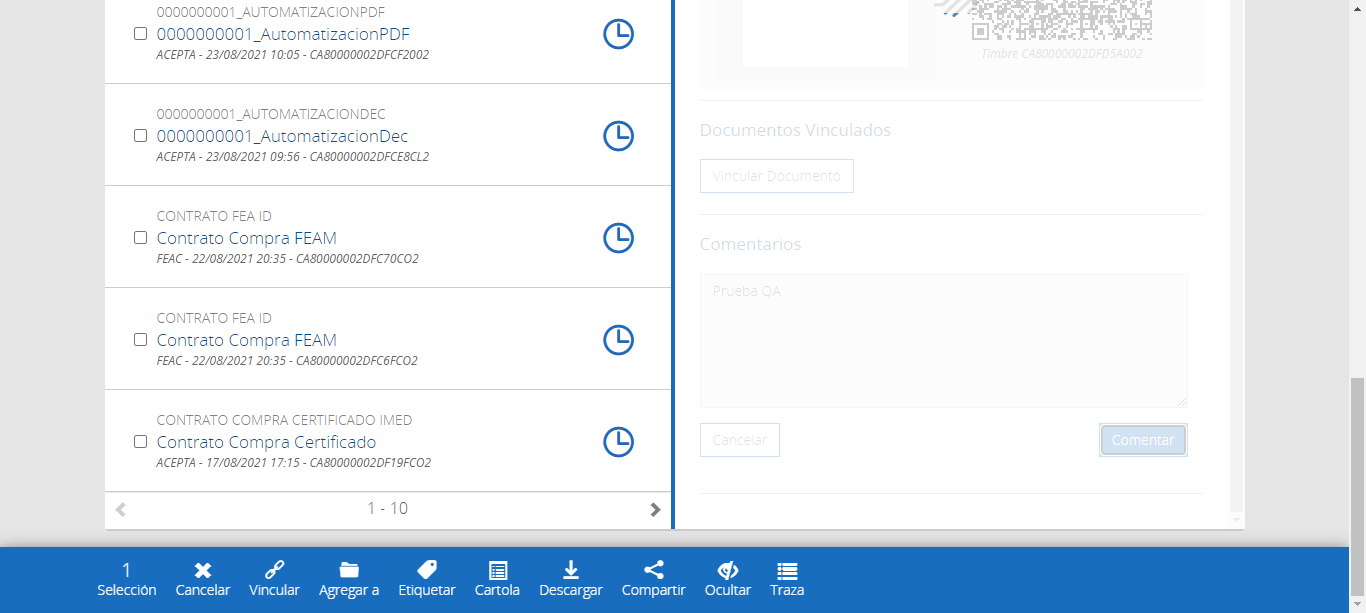 0000000001_AUTOMATIZACIONPDF
0000000001_AutomatizacionPDF
ACEPTA - 23/08/2021 10:05 - CA80000002DFCF2002
0000000001_AUTOMATIZACIONDEC
0000000001_AutomatizacionDec
ACEPTA - 23/08/2021 09:56 - CA80000002DFCE8CL2
CONTRATO FEA ID
Contrato Compra FEAM
FEAC - 22/08/2021 20:35 - CA80000002DFC70CO2
CONTRATO FEA ID
Contrato Compra FEAM
FEAC - 22/08/2021 20:35 - CA80000002DFC6FCO2
CONTRATO COMPRA CERTIFICADO IMED
Contrato Compra Certificado
ACEPTA - 17/08/2021 17:15 - CA80000002DF19FCO2
1 - 10
Timbre CA80000002DFD5A002
Documentos Vinculados
Vincular Documento
Comentarios
Prueba QA
Cancelar
Comentar
1
Selección
Cancelar
Vincular
Agregar a
Etiquetar
Cartola
Descargar
Compartir
Ocultar
Traza